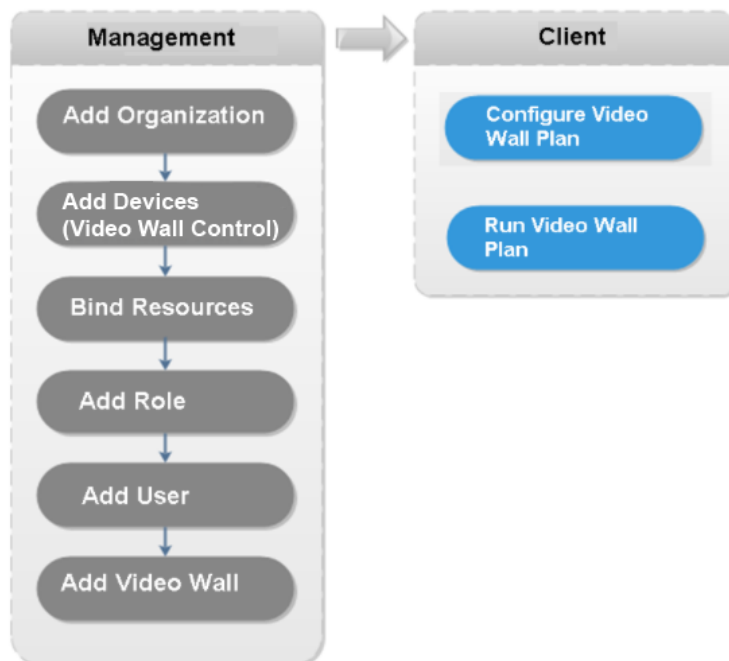 Management
Add Organization
Add Devices
(Video Wall Control)
Bind Resources
Add Role
Add User
Add Video Wall
Client
Configure Video
Wall Plan
Run Video Wall
Plan